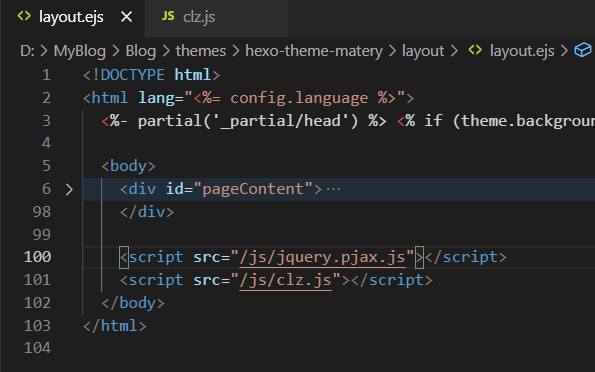 layout.ejs
JS clz.js
D: > MyBlog > Blog > themes > hexo-theme-matery > layout > layout.ejs >
1 <!DOCTYPE html>
2 <html lang="<%= config.language %>">
3 <%- partial('_partial/head') %> <% if (theme.backgroun
4
5 <body>
6 <div id="pageContent">…
98 </div>
99
100 <script src="/js/jquery.pjax.js"></script>
101 <script src="/js/clz.js"></script>
102 </body>
103 </html>
104